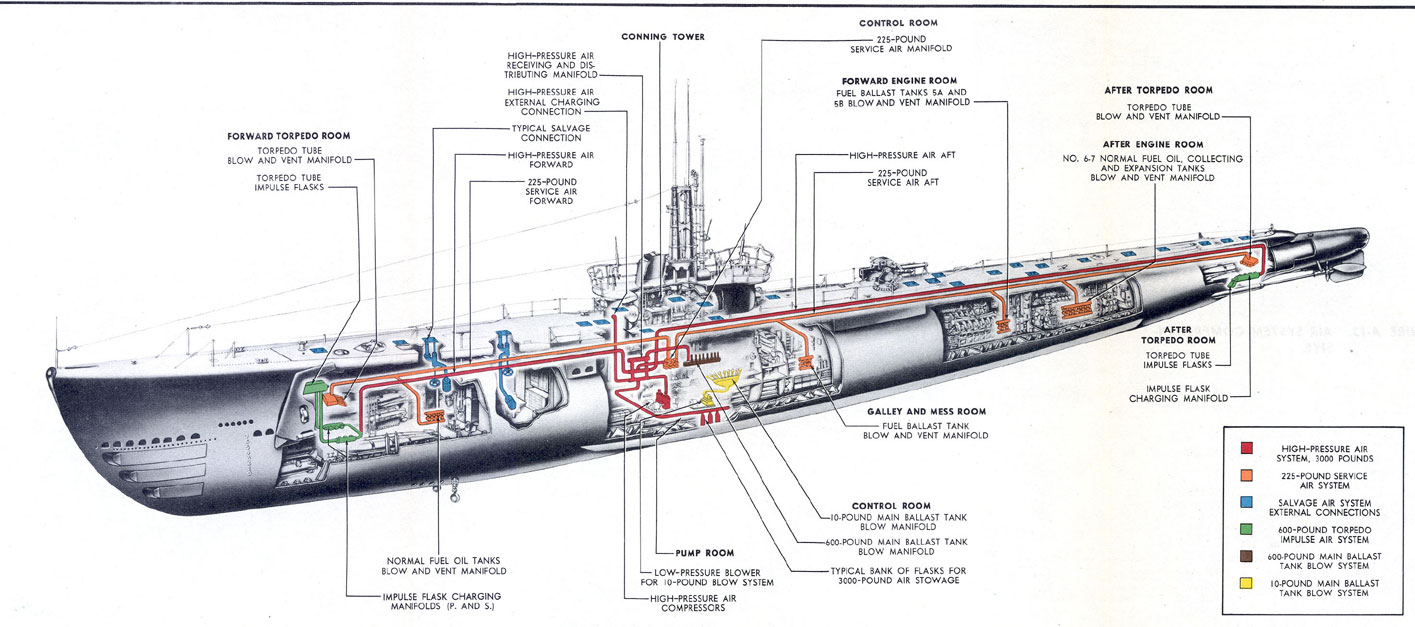 CONTROL ROOM
225-POUND
SERVICE AIR MANIFOLD
CONNING TOWER
HIGH-PRESSURE AIR
RECEIVING AND DIS-
TRIBUTING MANIFOLD
HIGH-PRESSURE AIR
EXTERNAL CHARGING
CONNECTION
TYPICAL SALVAGE
CONNECTION
HIGH-PRESSURE AIR
FORWARD
225-POUND
SERVICE AIR
FORWARD
FORWARD TORPEDO ROOM
TORPEDO TUBE
BLOW AND VENT MANIFOLD
TORPEDO TUBE
IMPULSE FLASKS
FORWARD ENGINE ROOM
FUEL BALLAST TANKS 5A AND
5B BLOW AND VENT MANIFOLD
HIGH-PRESSURE AIR AFT
225-POUND
SERVICE AIR AFT
AFTER TORPEDO ROOM
TORPEDO TUBE
BLOW AND VENT MANIFOLD
AFTER ENGINE ROOM
NO. 6-7 NORMAL FUEL OIL, COLLECTING
AND EXPANSION TANKS
BLOW AND VENT MANIFOLD
AFTER
TORPEDO ROOM
TORPEDO TUBE
IMPULSE FLASKS
IMPULSE FLASK
CHARGING MANIFOLD
GALLEY AND MESS ROOM
FUEL BALLAST TANK
BLOW AND VENT MANIFOLD
CONTROL ROOM
10-POUND MAIN BALLAST TANK
BLOW MANIFOLD
600-POUND MAIN BALLAST TANK
BLOW MANIFOLD
TYPICAL BANK OF FLASKS FOR
3000-POUND AIR STOWAGE
PUMP ROOM
LOW-PRESSURE BLOWER
FOR 10-POUND BLOW SYSTEM
HIGH-PRESSURE AIR
COMPRESSORS
NORMAL FUEL OIL TANKS
BLOW AND VENT MANIFOLD
IMPULSE FLASK CHARGING
MANIFOLDS (P. AND S.)
HIGH-PRESSURE AIR
SYSTEM, 3000 POUNDS
225-POUND SERVICE
AIR SYSTEM
SALVAGE AIR SYSTEM
EXTERNAL CONNECTIONS
600-POUND TORPEDO
IMPULSE AIR SYSTEM
600-POUND MAIN BALLAST
TANK BLOW SYSTEM
10-POUND MAIN BALLAST
TANK BLOW SYSTEM